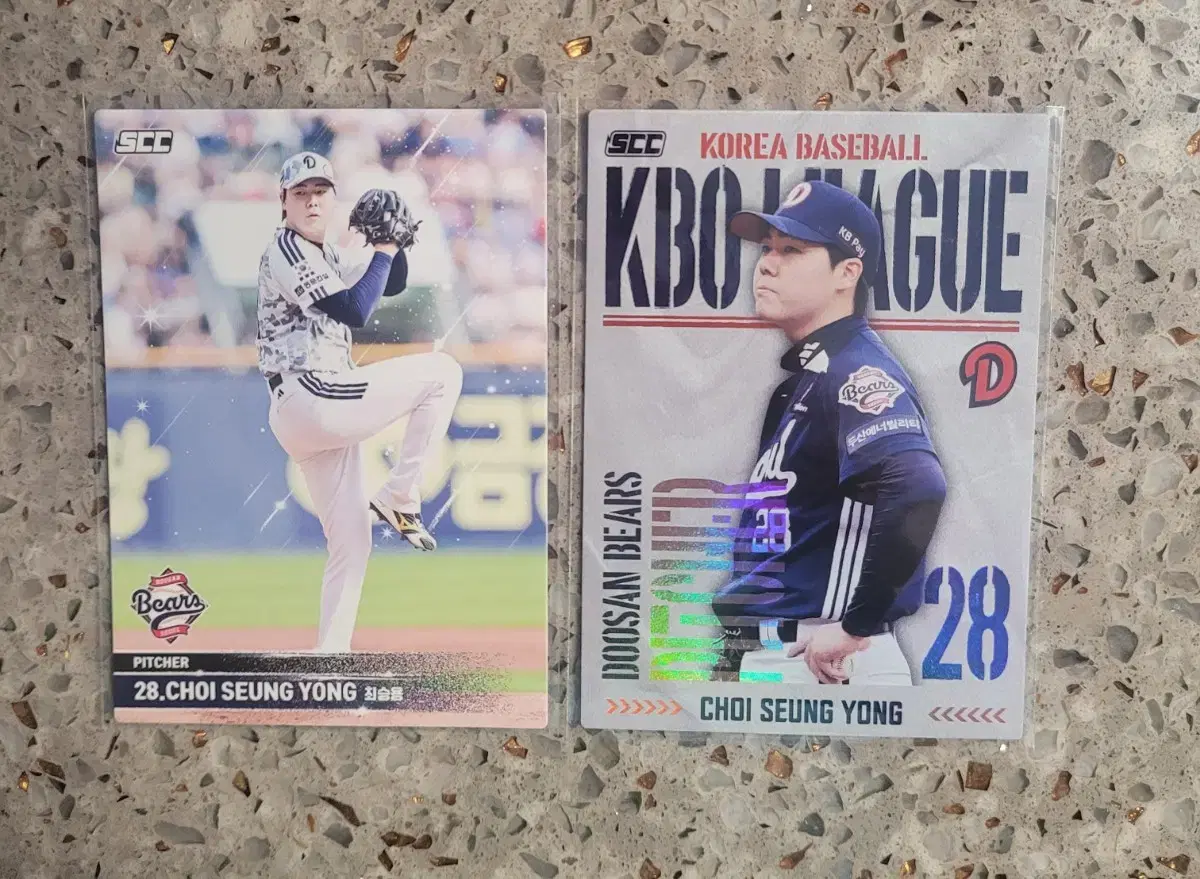 SCC
D
금
Bears
PITCHER
28.CHOI SEUNG YONG 최승용
SCC
KOREA BASEBALL
KBO LEAGUE
D
KB Pay
D
Bears
두산에너빌리티
28
DOOSAN BEARS
28
CHOI SEUNG YONG